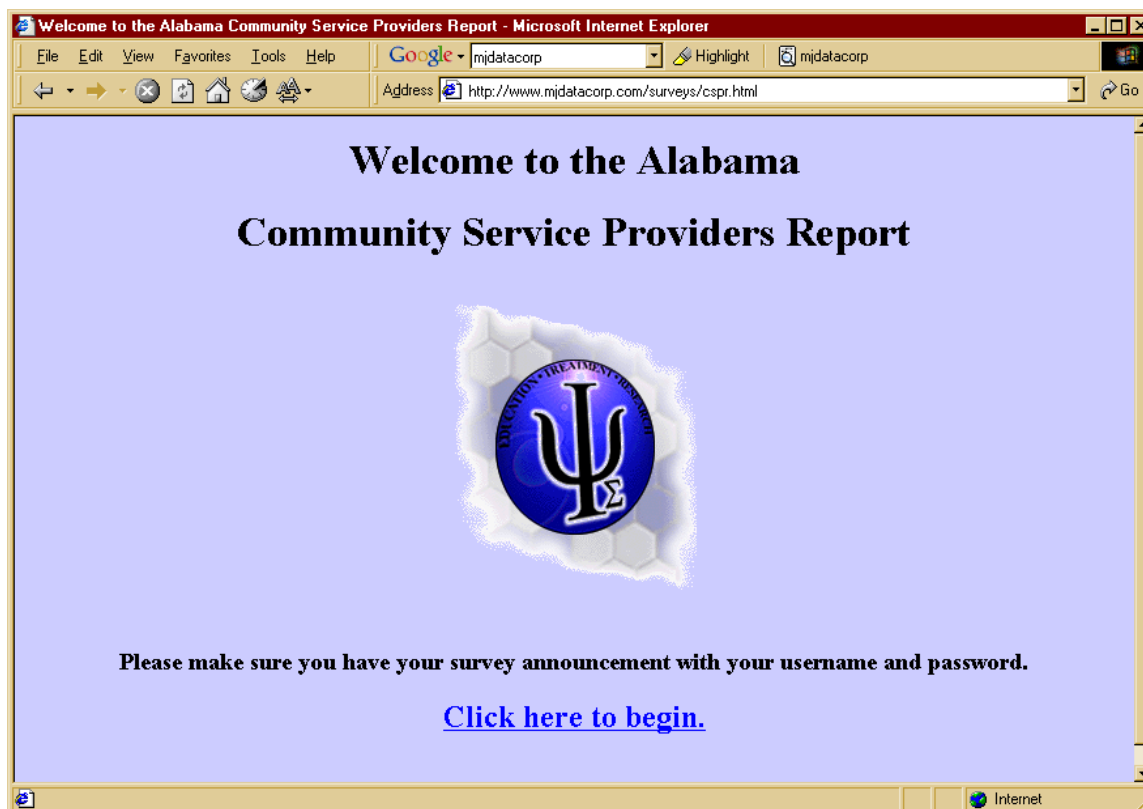 Welcome to the Alabama Community Service Providers Report - Microsoft Internet Explorer
File Edit View Favorites Tools Help Google mjdatacorp Highlight mjdatacorp
Address http://www.mjdatacorp.com/surveys/cspr.html Go
Welcome to the Alabama
Community Service Providers Report
EDUCATION • TREATMENT • RESEARCH
Ψ
Σ
Please make sure you have your survey announcement with your username and password.
Click here to begin.
Internet